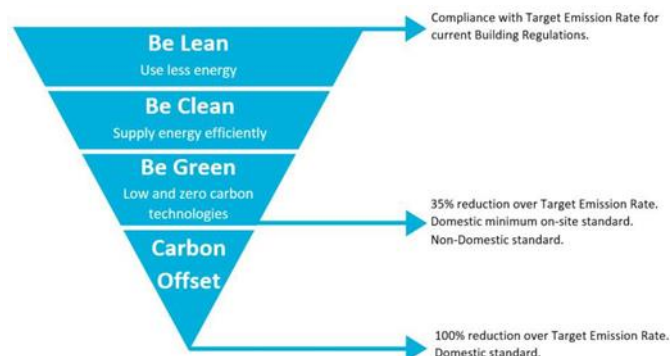 Compliance with Target Emission Rate for
current Building Regulations.
Be Lean
Use less energy
Be Clean
Supply energy efficiently
Be Green
Low and zero carbon
technologies
35% reduction over Target Emission Rate.
Domestic minimum on-site standard.
Non-Domestic standard.
Carbon
Offset
100% reduction over Target Emission Rate.
Domestic standard.